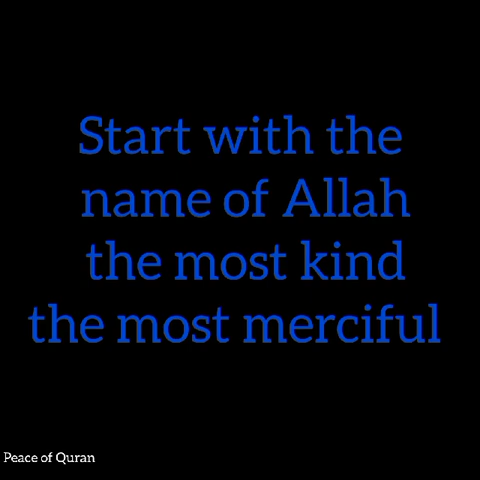 Start with the
name of Allah
the most kind
the most merciful
Peace of Quran